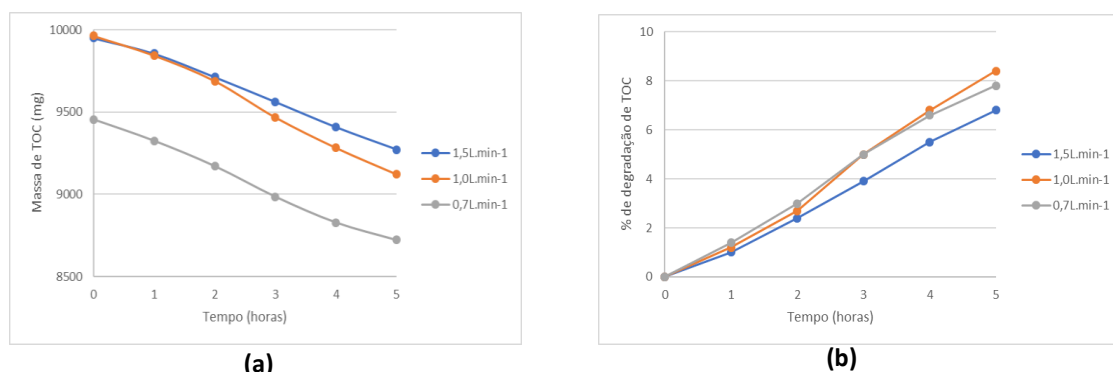 10000
9500
9000
8500
Massa de TOC (mg)
0 1 2 3 4 5
Tempo (horas)
1,5L.min-1
1,0L.min-1
0,7L.min-1
(a)
10
8
6
4
2
0
% de degradação de TOC
0 1 2 3 4 5
Tempo (horas)
1,5L.min-1
1,0L.min-1
0,7L.min-1
(b)